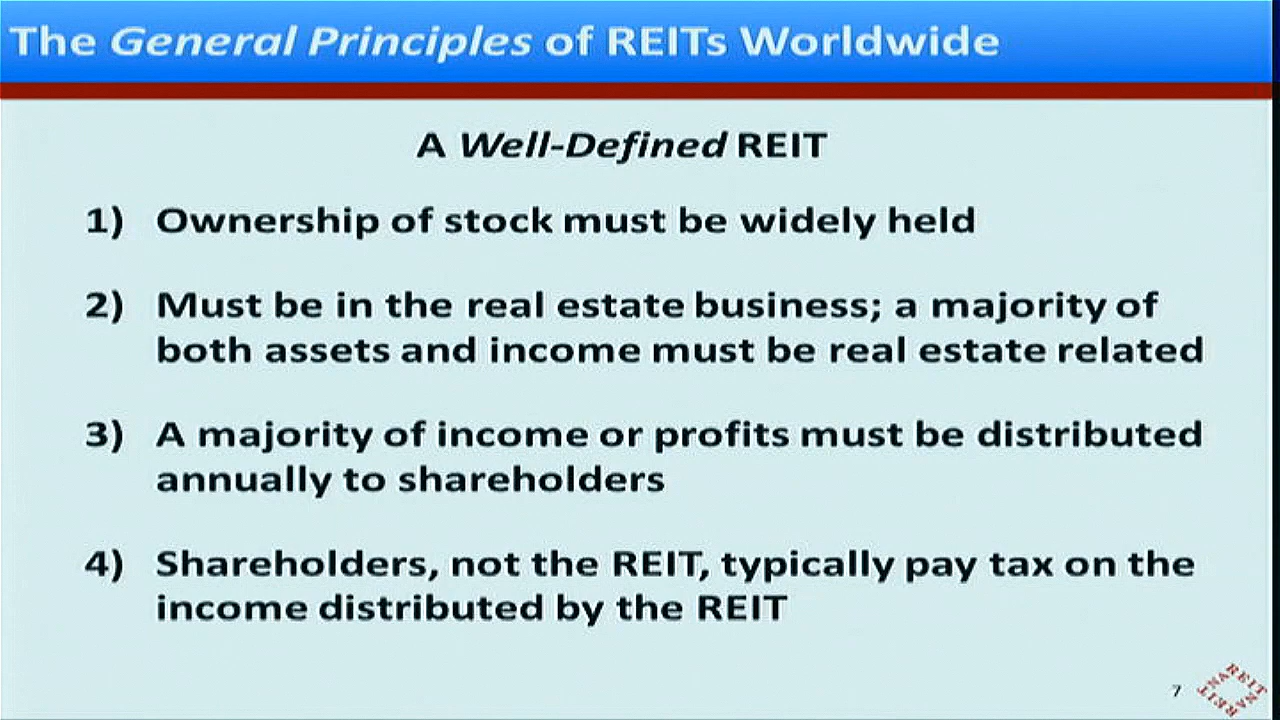 The General Principles of REITs Worldwide
A Well-Defined REIT
1) Ownership of stock must be widely held
2) Must be in the real estate business; a majority of
both assets and income must be real estate related
3) A majority of income or profits must be distributed
annually to shareholders
4) Shareholders, not the REIT, typically pay tax on the
income distributed by the REIT
7
REIT
NAREIT